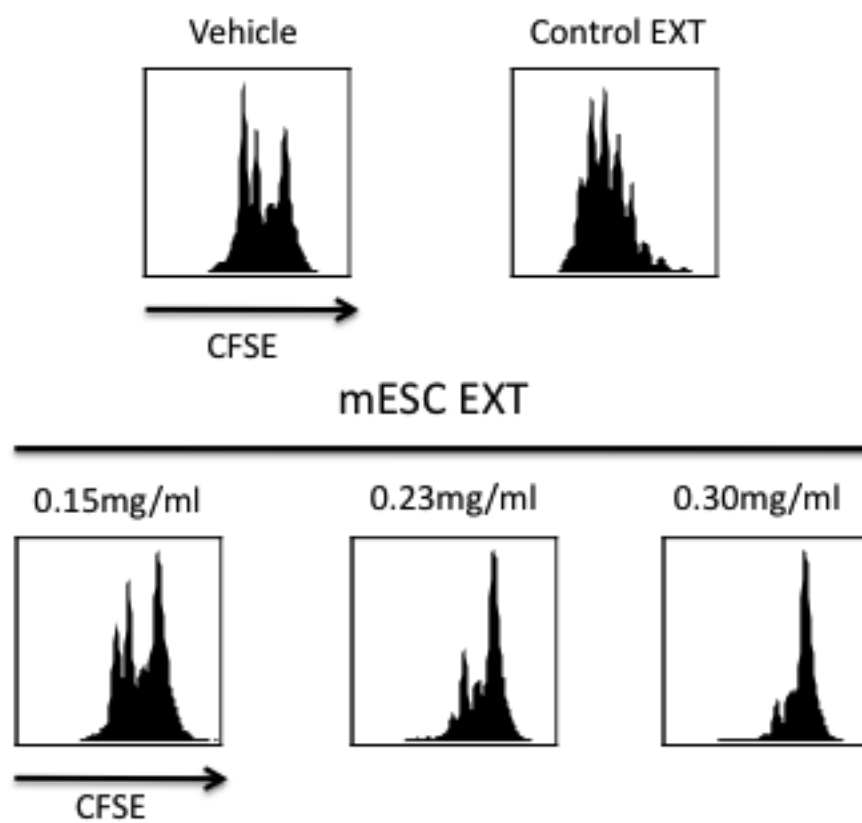 Vehicle
Control EXT
CFSE
mESC EXT
0.15mg/ml
0.23mg/ml
0.30mg/ml
CFSE